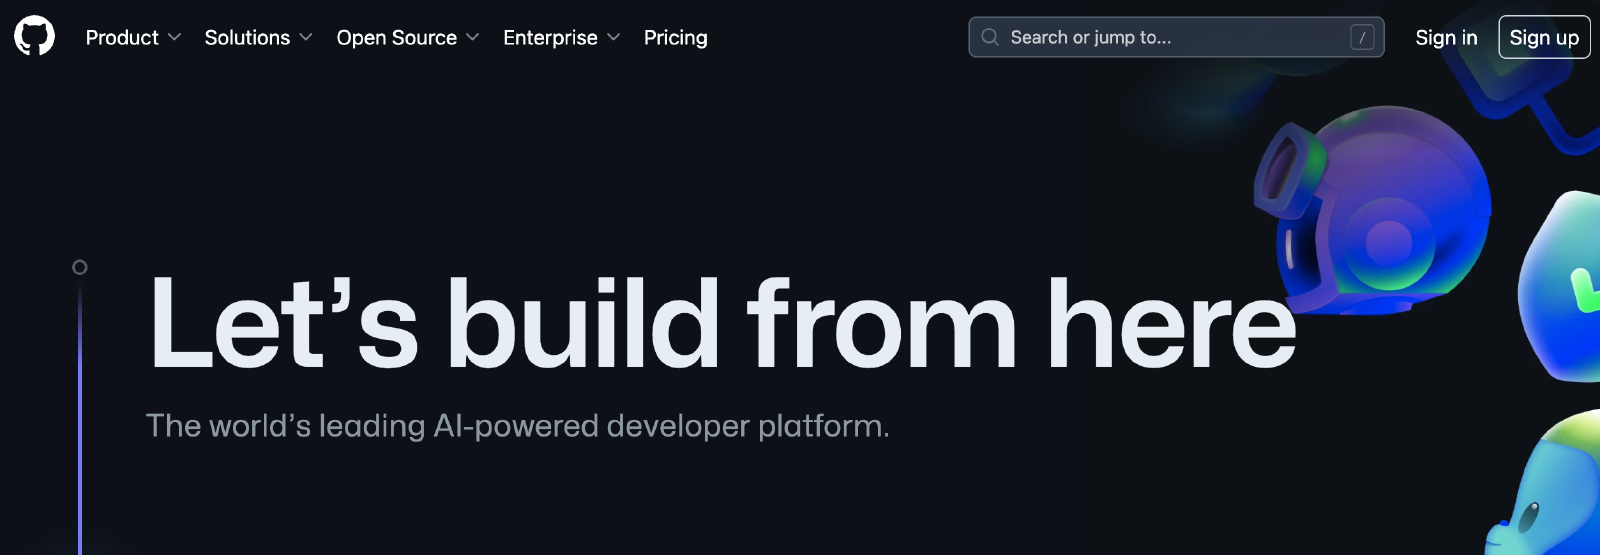 Product Solutions Open Source Enterprise Pricing Search or jump to... / Sign in Sign up
Let’s build from here
The world’s leading AI-powered developer platform.